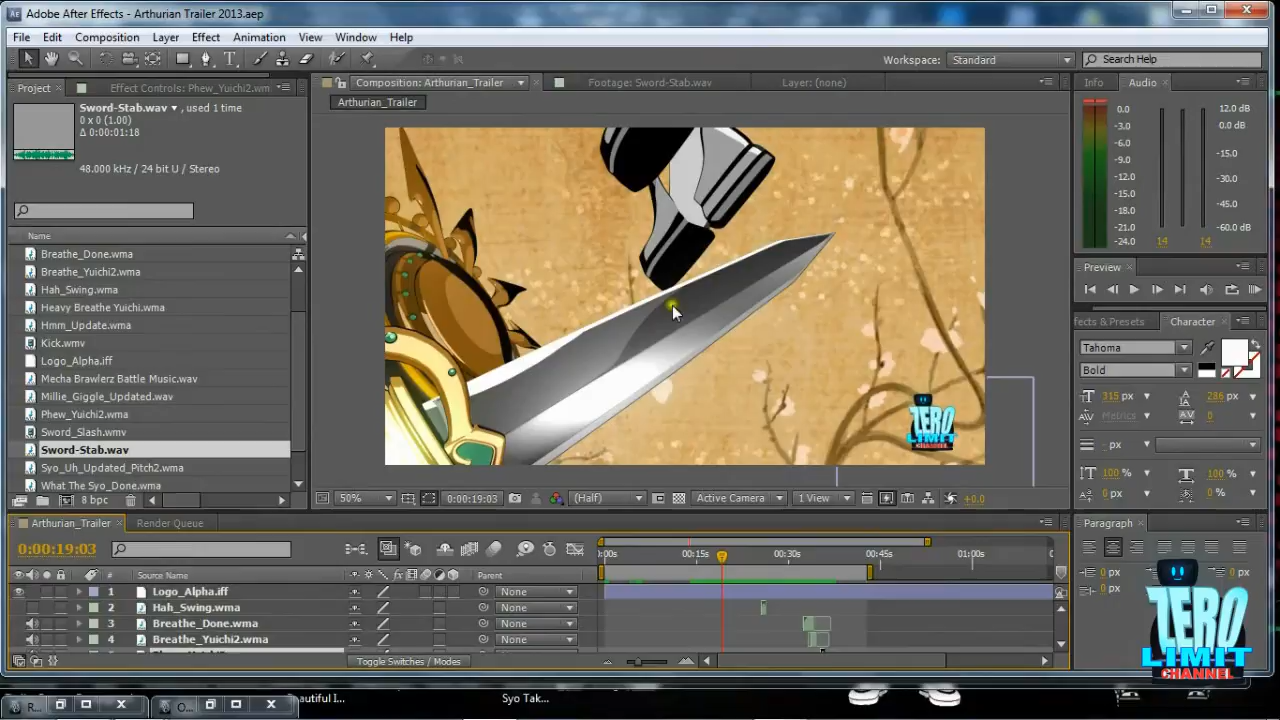 Adobe After Effects - Arthurian Trailer 2013.aep
File Edit Composition Layer Effect Animation View Window Help
Workspace: Standard Search Help
Project Effect Controls: Phew_Yuichi2.wm
Composition: Arthurian_Trailer Footage: Sword-Stab.wav Layer: (none)
Info Audio
Arthurian_Trailer
Sword-Stab.wav , used 1 time
0 x 0 (1.00)
Δ 0:00:01:18
48.000 kHz / 24 bit U / Stereo
Name
Breathe_Done.wma
Breathe_Yuichi2.wma
Hah_Swing.wma
Heavy Breathe Yuichi.wma
Hmm_Update.wma
Kick.wmv
Logo_Alpha.iff
Mecha Brawlerz Battle Music.wav
Millie_Giggle_Updated.wav
Phew_Yuichi2.wma
Sword_Slash.wmv
Sword-Stab.wav
Syo_Uh_Updated_Pitch2.wma
What The Syo_Done.wma
8 bpc
ZERO
LIMIT
CHANNEL
50% 0:00:19:03 (Half) Active Camera 1 View +0.0
0.0 12.0 dB
-3.0 0.0 dB
-6.0
-9.0 -15.0
-12.0
-15.0 -30.0
-18.0
-21.0 -45.0
-24.0 -60.0 dB
14 14
Preview
ffects & Presets Character
Tahoma
Bold
315 px 286 px
Metrics 0
- px
100 % 100 %
0 px 0 %
Paragraph
0 px 0 px
0 px
Arthurian_Trailer Render Queue
0:00:19:03
:00s 00:15s 00:30s 00:45s 01:00s
# Source Name Parent
1 Logo_Alpha.iff None
2 Hah_Swing.wma None
3 Breathe_Done.wma None
4 Breathe_Yuichi2.wma None
Toggle Switches / Modes
ZERO
LIMIT
CHANNEL
R... O... eautiful I... Syo Tak...